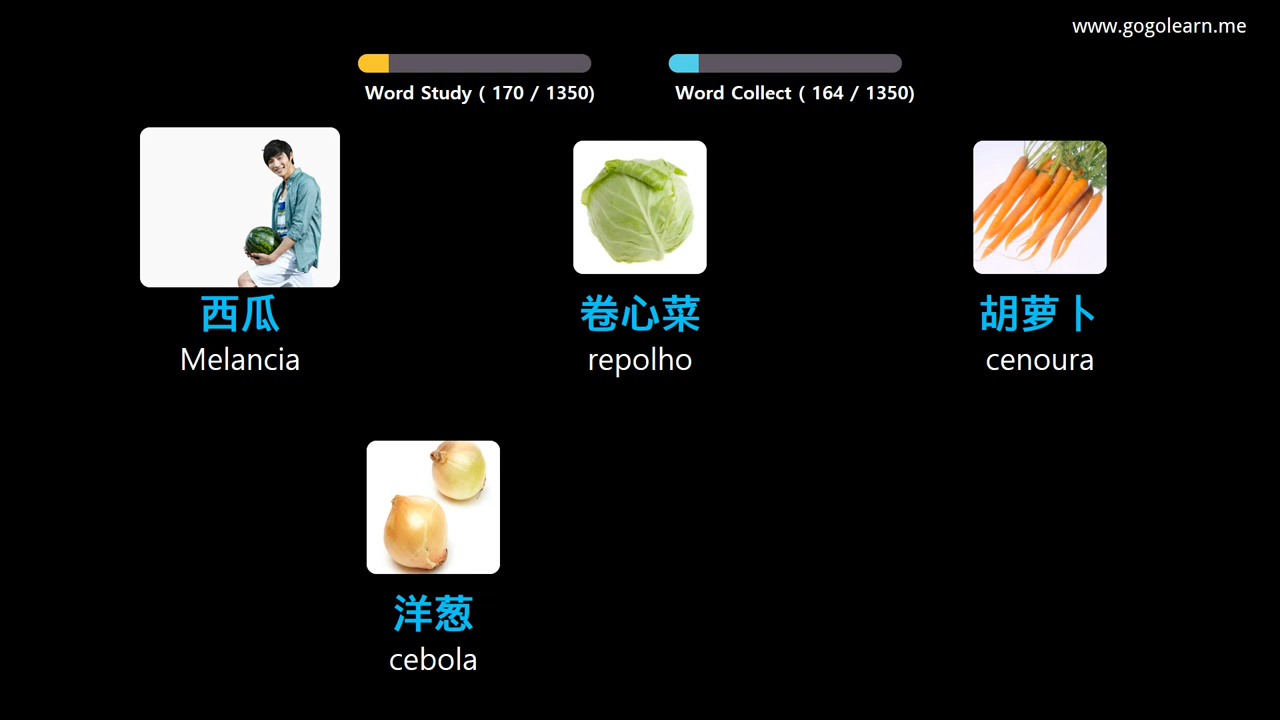 www.gogolearn.me
Word Study ( 170 / 1350)
Word Collect ( 164 / 1350)
西瓜
Melancia
卷心菜
repolho
胡萝卜
cenoura
洋葱
cebola